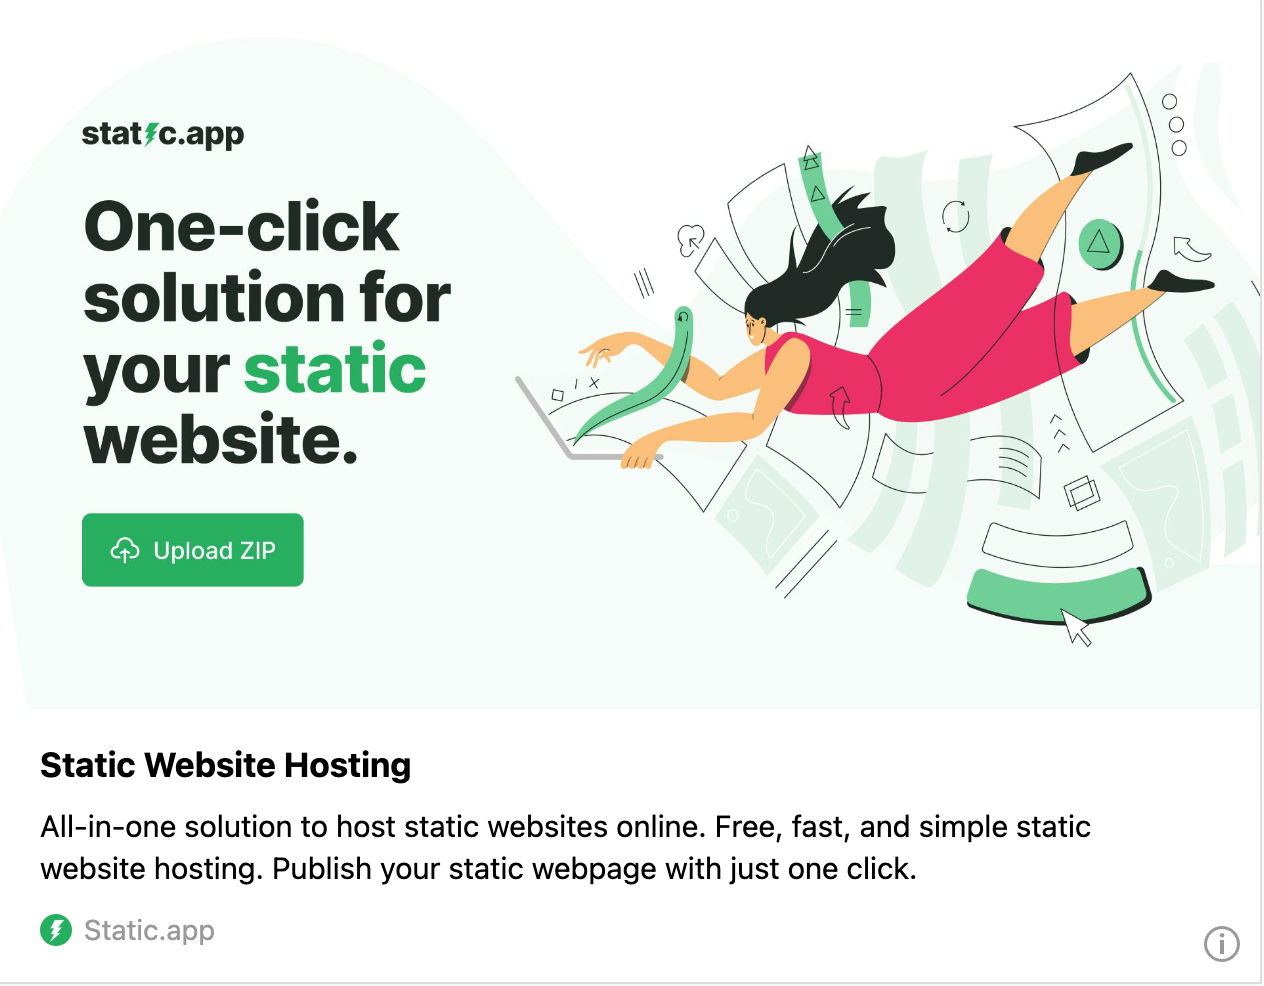 static.app
One-click
solution for
your static
website.
Upload ZIP
Static Website Hosting
All-in-one solution to host static websites online. Free, fast, and simple static
website hosting. Publish your static webpage with just one click.
Static.app